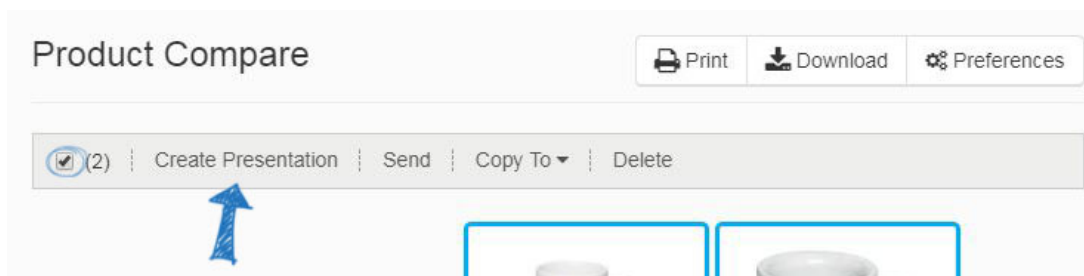 Product Compare
Print Download Preferences
(2) Create Presentation Send Copy To Delete